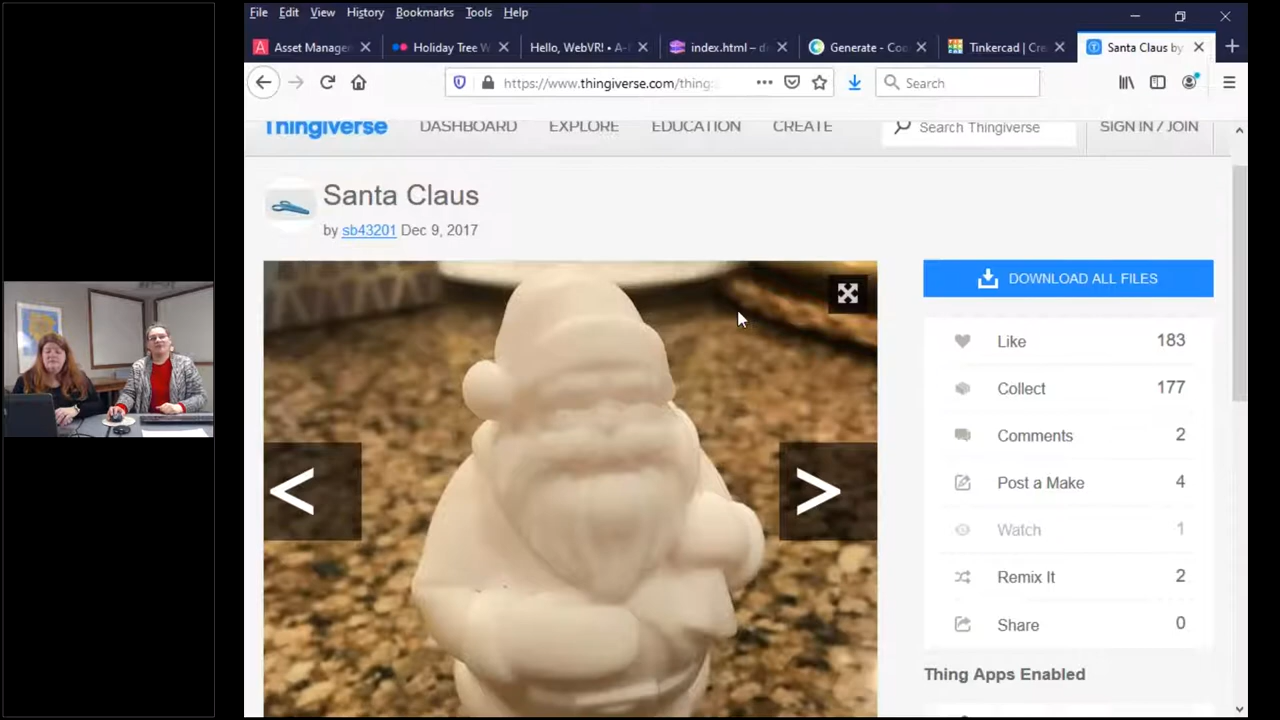 File Edit View History Bookmarks Tools Help
Asset Manager
Holiday Tree W
Hello, WebVR! • A-
index.html – d
Generate - Co
Tinkercad | Cre
Santa Claus by
https://www.thingiverse.com/thing:
Search
Thingiverse DASHBOARD EXPLORE EDUCATION CREATE Search Thingiverse SIGN IN / JOIN
Santa Claus
by sb43201 Dec 9, 2017
DOWNLOAD ALL FILES
Like 183
Collect 177
Comments 2
Post a Make 4
Watch 1
Remix It 2
Share 0
Thing Apps Enabled